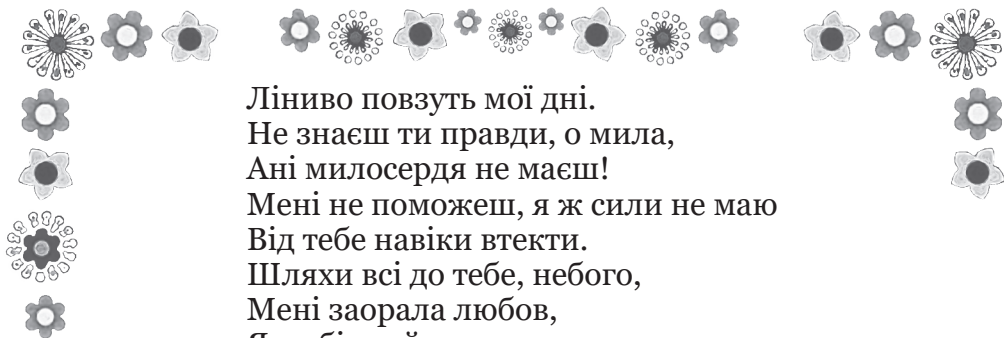 Ліниво повзуть мої дні.
Не знаєш ти правди, о мила,
Ані милосердя не маєш!
Мені не поможеш, я ж сили не маю
Від тебе навіки втекти.
Шляхи всі до тебе, небого,
Мені заорала любов,